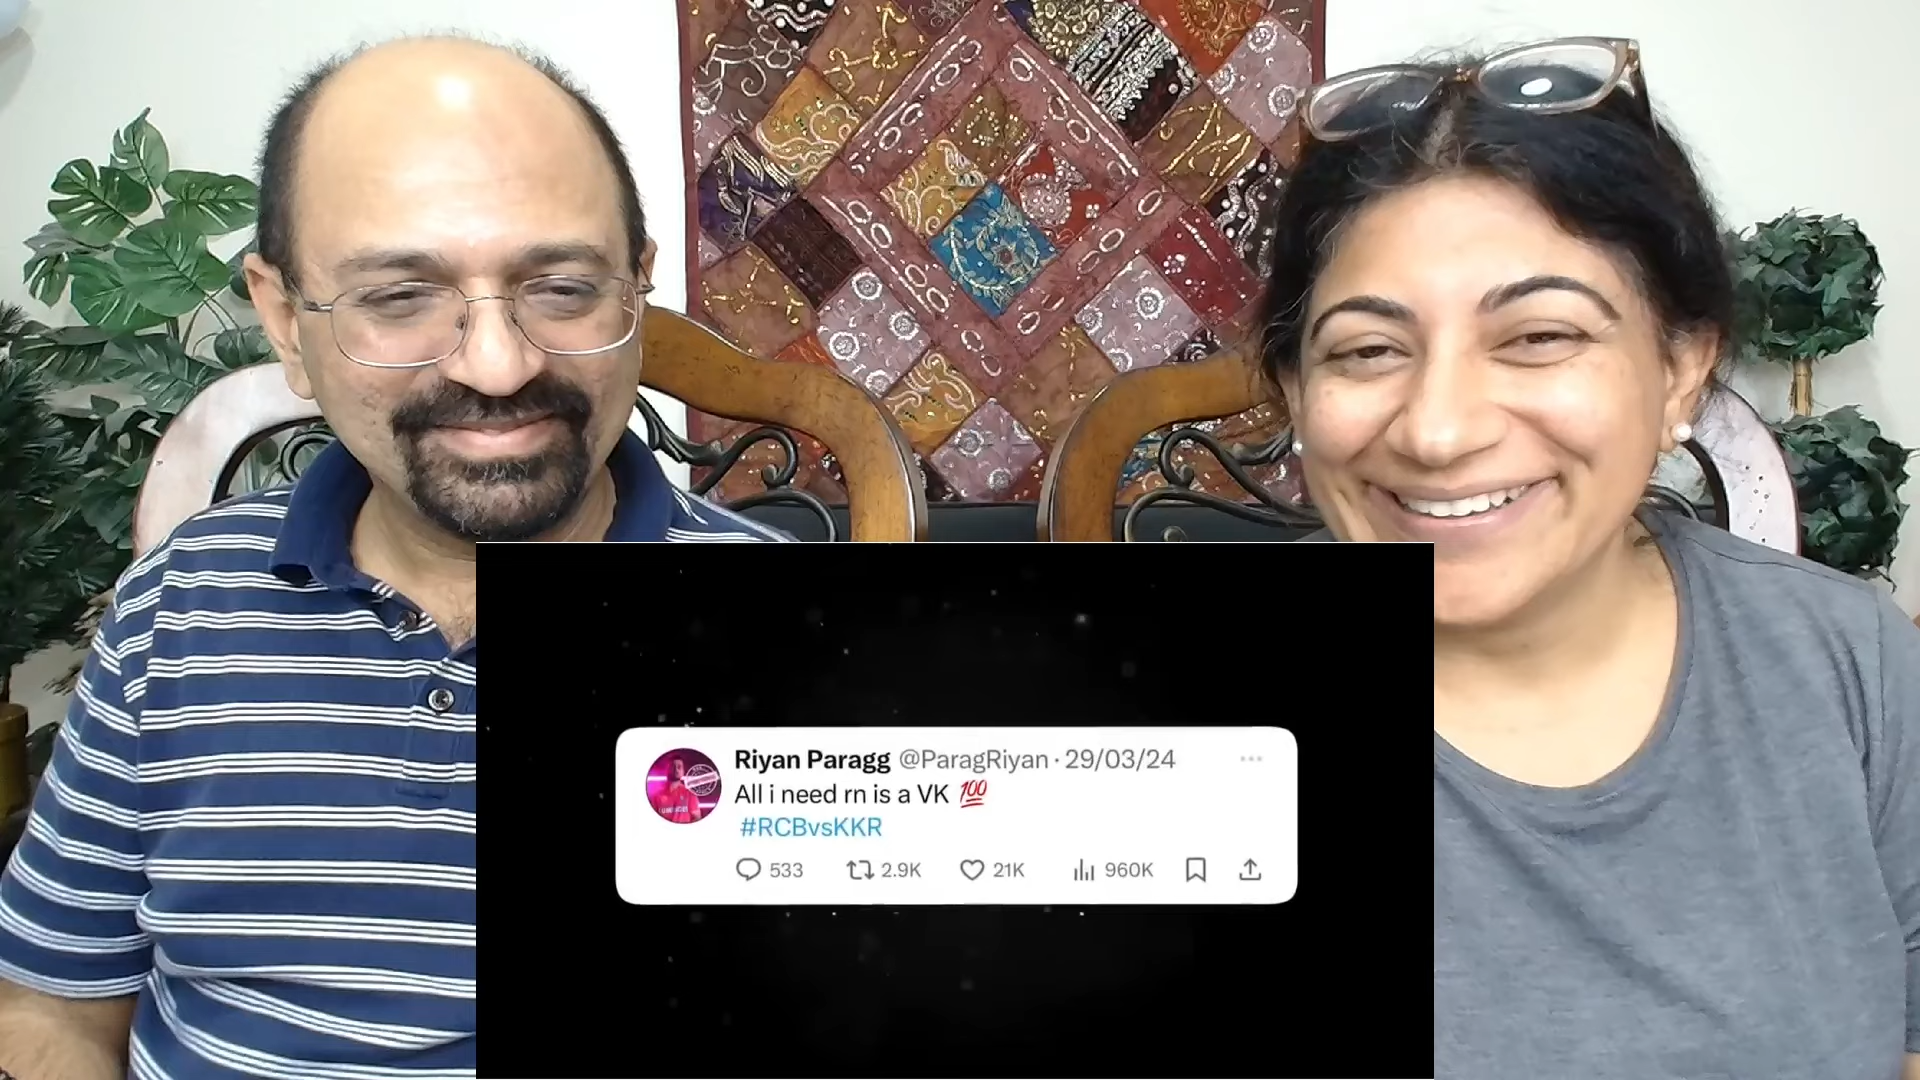 Riyan Paragg @ParagRiyan · 29/03/24
All i need rn is a VK 💯
#RCBvsKKR
533 2.9K 21K 960K